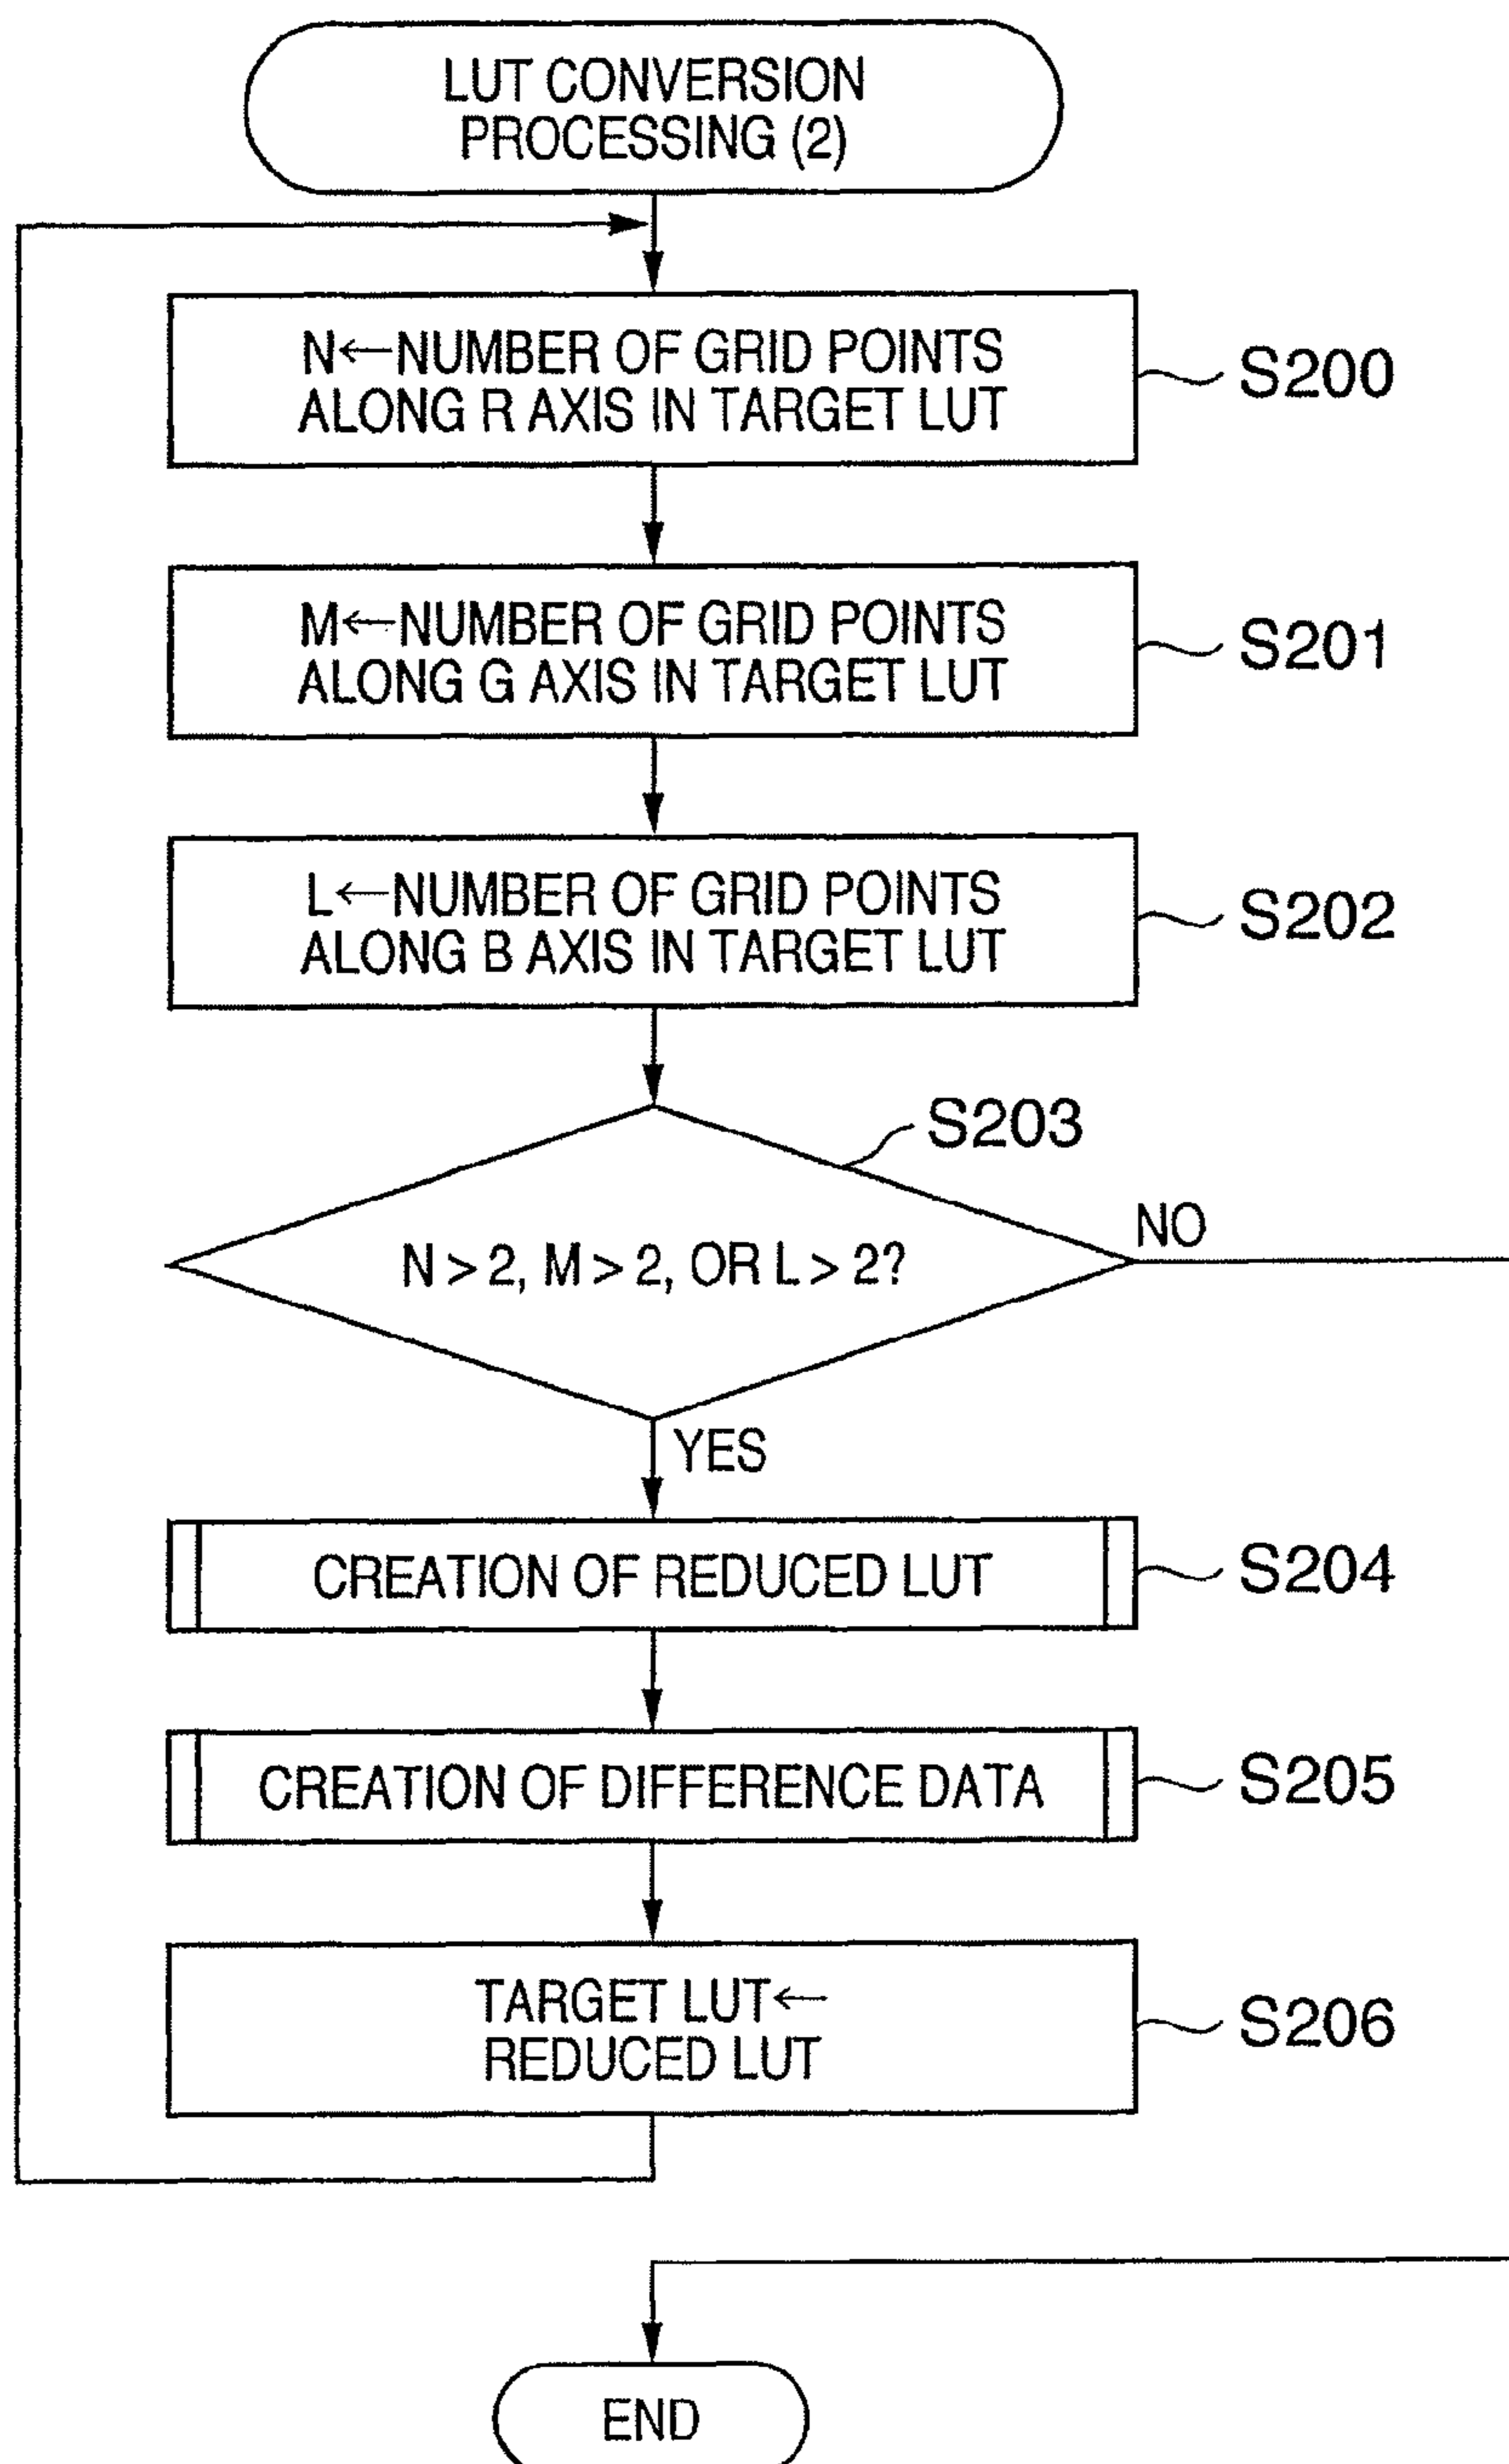 LUT CONVERSION
PROCESSING (2)
N←NUMBER OF GRID POINTS
ALONG R AXIS IN TARGET LUT
S200
M←NUMBER OF GRID POINTS
ALONG G AXIS IN TARGET LUT
S201
L←NUMBER OF GRID POINTS
ALONG B AXIS IN TARGET LUT
S202
S203
N > 2, M > 2, OR L > 2?
NO
YES
CREATION OF REDUCED LUT
S204
CREATION OF DIFFERENCE DATA
S205
TARGET LUT←
REDUCED LUT
S206
END